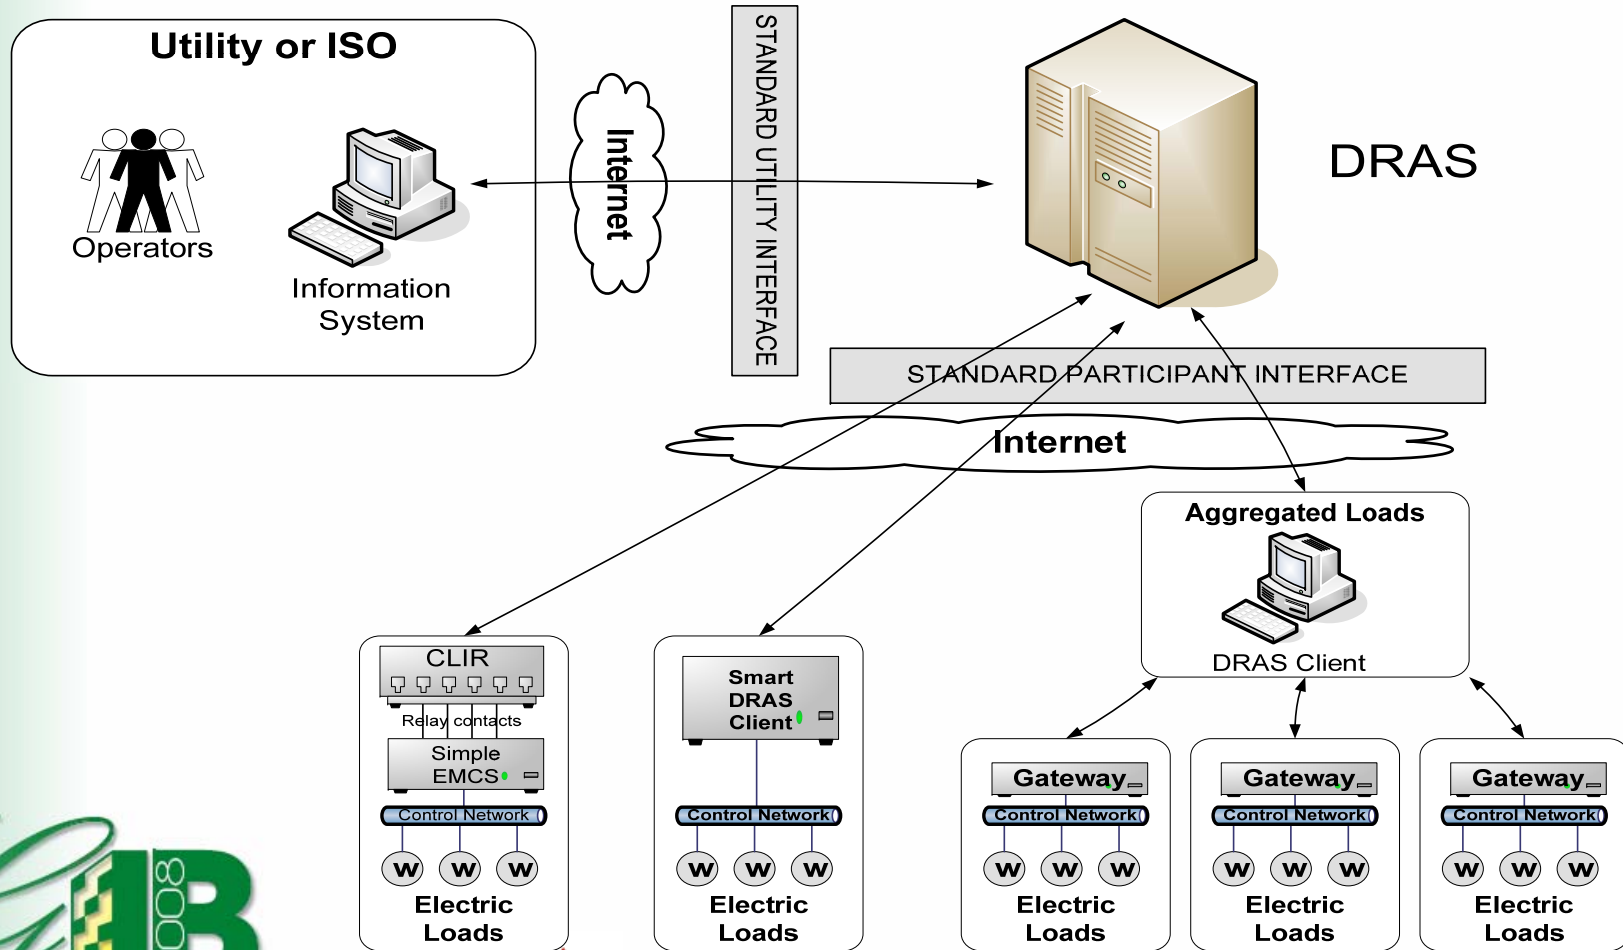 Utility or ISO
Operators
Information
System
Internet
STANDARD UTILITY INTERFACE
DRAS
STANDARD PARTICIPANT INTERFACE
Internet
Aggregated Loads
DRAS Client
CLIR
Relay contacts
Simple
EMCS
Control Network
W W W
Electric
Loads
Smart
DRAS
Client
Control Network
W W W
Electric
Loads
Gateway
Control Network
W W W
Electric
Loads
Gateway
Control Network
W W W
Electric
Loads
Gateway
Control Network
W W W
Electric
Loads
B
2008